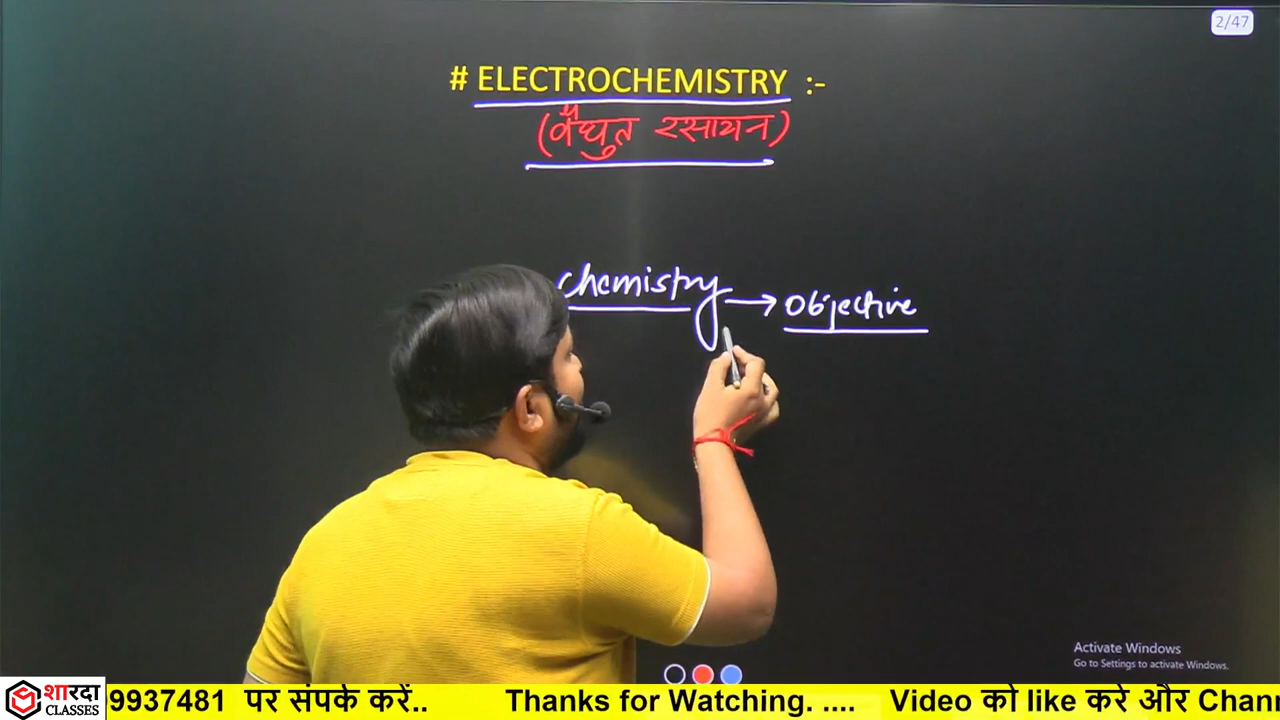 2/47
# ELECTROCHEMISTRY :-
(वैद्युत रसायन)
Chemistry → Objective
Activate Windows
Go to Settings to activate Windows.
शारदा
CLASSES
9937481 पर संपर्क करें.. Thanks for Watching. .... Video को like करे और Chan